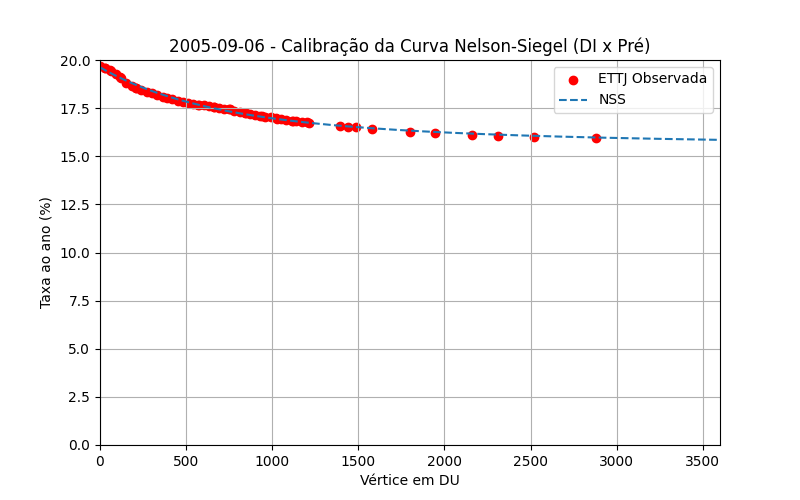 2005-09-06 - Calibração da Curva Nelson-Siegel (DI x Pré)
20.0
17.5
15.0
12.5
10.0
7.5
5.0
2.5
0.0
Taxa ao ano (%)
ETTJ Observada
NSS
0 500 1000 1500 2000 2500 3000 3500
Vértice em DU